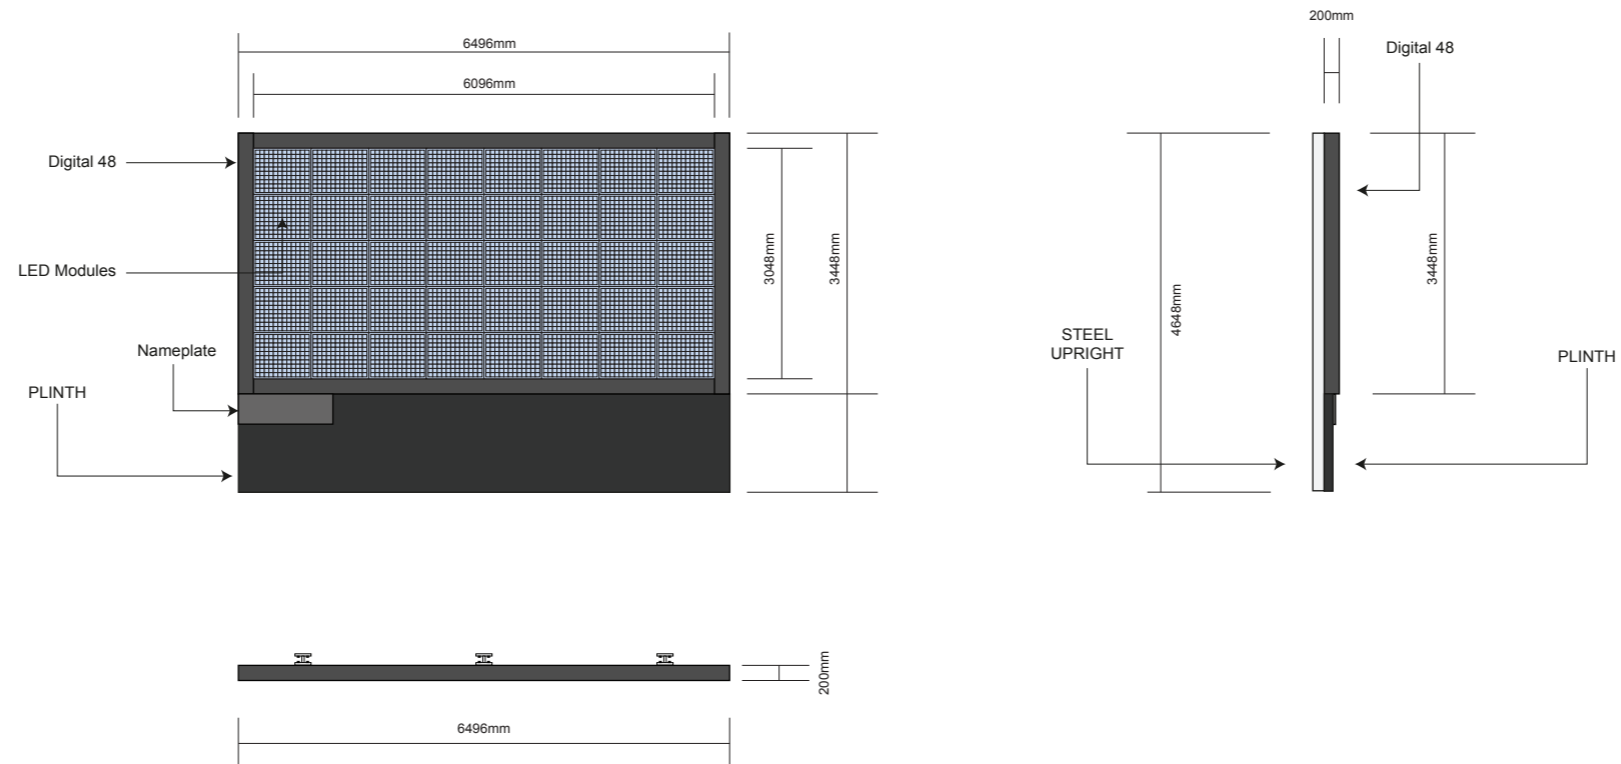 200mm
6496mm
Digital 48
6096mm
Digital 48
LED Modules
3048mm
3448mm
3448mm
4648mm
STEEL
UPRIGHT
Nameplate
PLINTH
PLINTH
200mm
6496mm